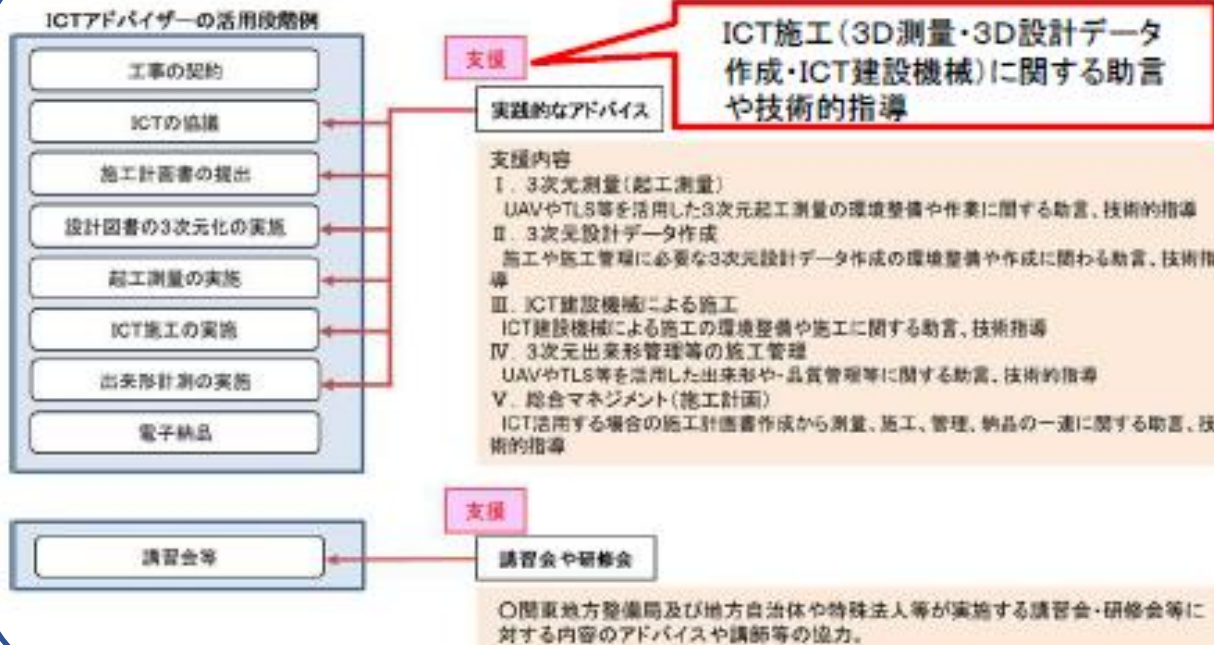 ICTアドバイザーの活用段階例
工事の契約
ICTの協議
施工計画書の提出
設計図書の3次元化の実施
起工測量の実施
ICT施工の実施
出来形計測の実施
電子納品
支援
実践的なアドバイス
ICT施工(3D測量・3D設計データ
作成・ICT建設機械)に関する助言
や技術的指導
支援内容
Ⅰ．3次元測量(起工測量)
UAVやTLS等を活用した3次元起工測量の環境整備や作業に関する助言、技術的指導
Ⅱ．3次元設計データ作成
施工や施工管理に必要な3次元設計データ作成の環境整備や作成に関わる助言、技術指
導
Ⅲ．ICT建設機械による施工
ICT建設機械による施工の環境整備や施工に関する助言、技術指導
Ⅳ．3次元出来形管理等の施工管理
UAVやTLS等を活用した出来形や・品質管理等に関する助言、技術的指導
Ⅴ．総合マネジメント(施工計画)
ICT活用する場合の施工計画書作成から測量、施工、管理、納品の一連に関する助言、技
術的指導
講習会等
支援
講習会や研修会
〇関東地方整備局及び地方自治体や特殊法人等が実施する講習会・研修会等に
対する内容のアドバイスや講師等の協力。